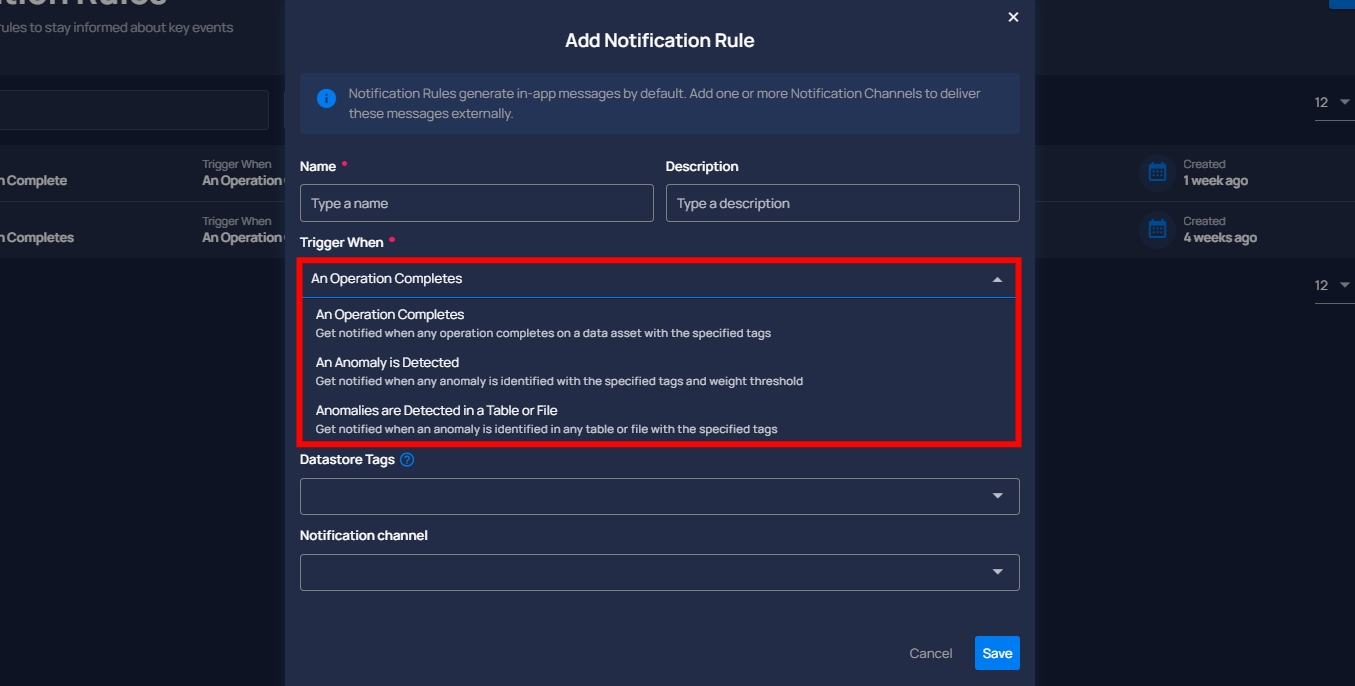 tion Rules
rules to stay informed about key events
Add Notification Rule
Notification Rules generate in-app messages by default. Add one or more Notification Channels to deliver
these messages externally.
12
Name *
Description
Type a name
Type a description
Trigger When
n Complete
An Operation
Created
1 week ago
Trigger When
n Completes
An Operation
Created
4 weeks ago
Trigger When *
An Operation Completes
An Operation Completes
Get notified when any operation completes on a data asset with the specified tags
An Anomaly is Detected
Get notified when any anomaly is identified with the specified tags and weight threshold
Anomalies are Detected in a Table or File
Get notified when an anomaly is identified in any table or file with the specified tags
12
Datastore Tags ?
Notification channel
Cancel
Save